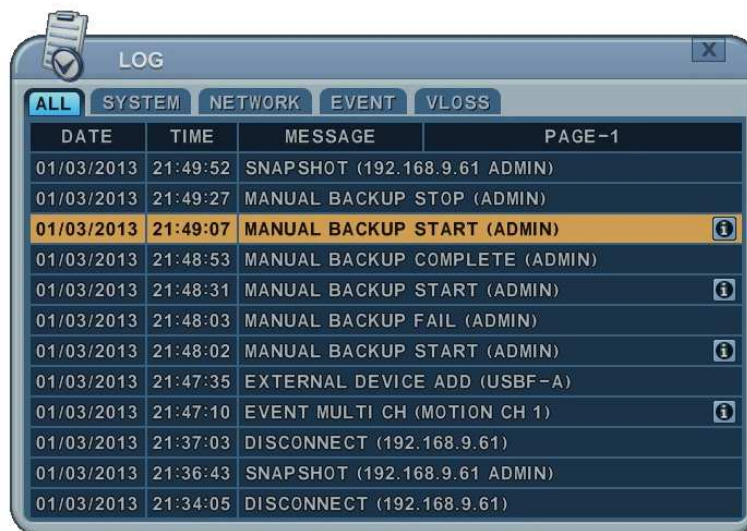 LOG
X
ALL SYSTEM NETWORK EVENT VLOSS
DATE TIME MESSAGE PAGE-1
01/03/2013 21:49:52 SNAPSHOT (192.168.9.61 ADMIN)
01/03/2013 21:49:27 MANUAL BACKUP STOP (ADMIN)
01/03/2013 21:49:07 MANUAL BACKUP START (ADMIN)
01/03/2013 21:48:53 MANUAL BACKUP COMPLETE (ADMIN)
01/03/2013 21:48:31 MANUAL BACKUP START (ADMIN)
01/03/2013 21:48:03 MANUAL BACKUP FAIL (ADMIN)
01/03/2013 21:48:02 MANUAL BACKUP START (ADMIN)
01/03/2013 21:47:35 EXTERNAL DEVICE ADD (USBF-A)
01/03/2013 21:47:10 EVENT MULTI CH (MOTION CH 1)
01/03/2013 21:37:03 DISCONNECT (192.168.9.61)
01/03/2013 21:36:43 SNAPSHOT (192.168.9.61 ADMIN)
01/03/2013 21:34:05 DISCONNECT (192.168.9.61)